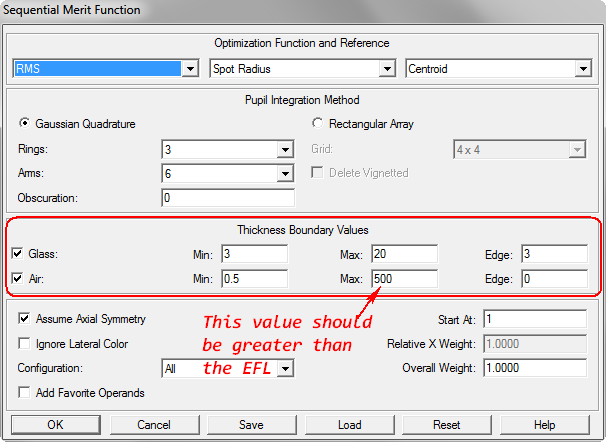 Sequential Merit Function
Optimization Function and Reference
RMS Spot Radius Centroid
Pupil Integration Method
Gaussian Quadrature Rectangular Array
Rings: 3 Grid: 4 x 4
Arms: 6 Delete Vignetted
Obscuration: 0
Thickness Boundary Values
Glass: Min: 3 Max: 20 Edge: 3
Air: Min: 0.5 Max: 500 Edge: 0
Assume Axial Symmetry Start At: 1
Ignore Lateral Color Relative X Weight: 1.0000
Configuration: All Overall Weight: 1.0000
Add Favorite Operands
This value should
be greater than
the EFL
OK Cancel Save Load Reset Help